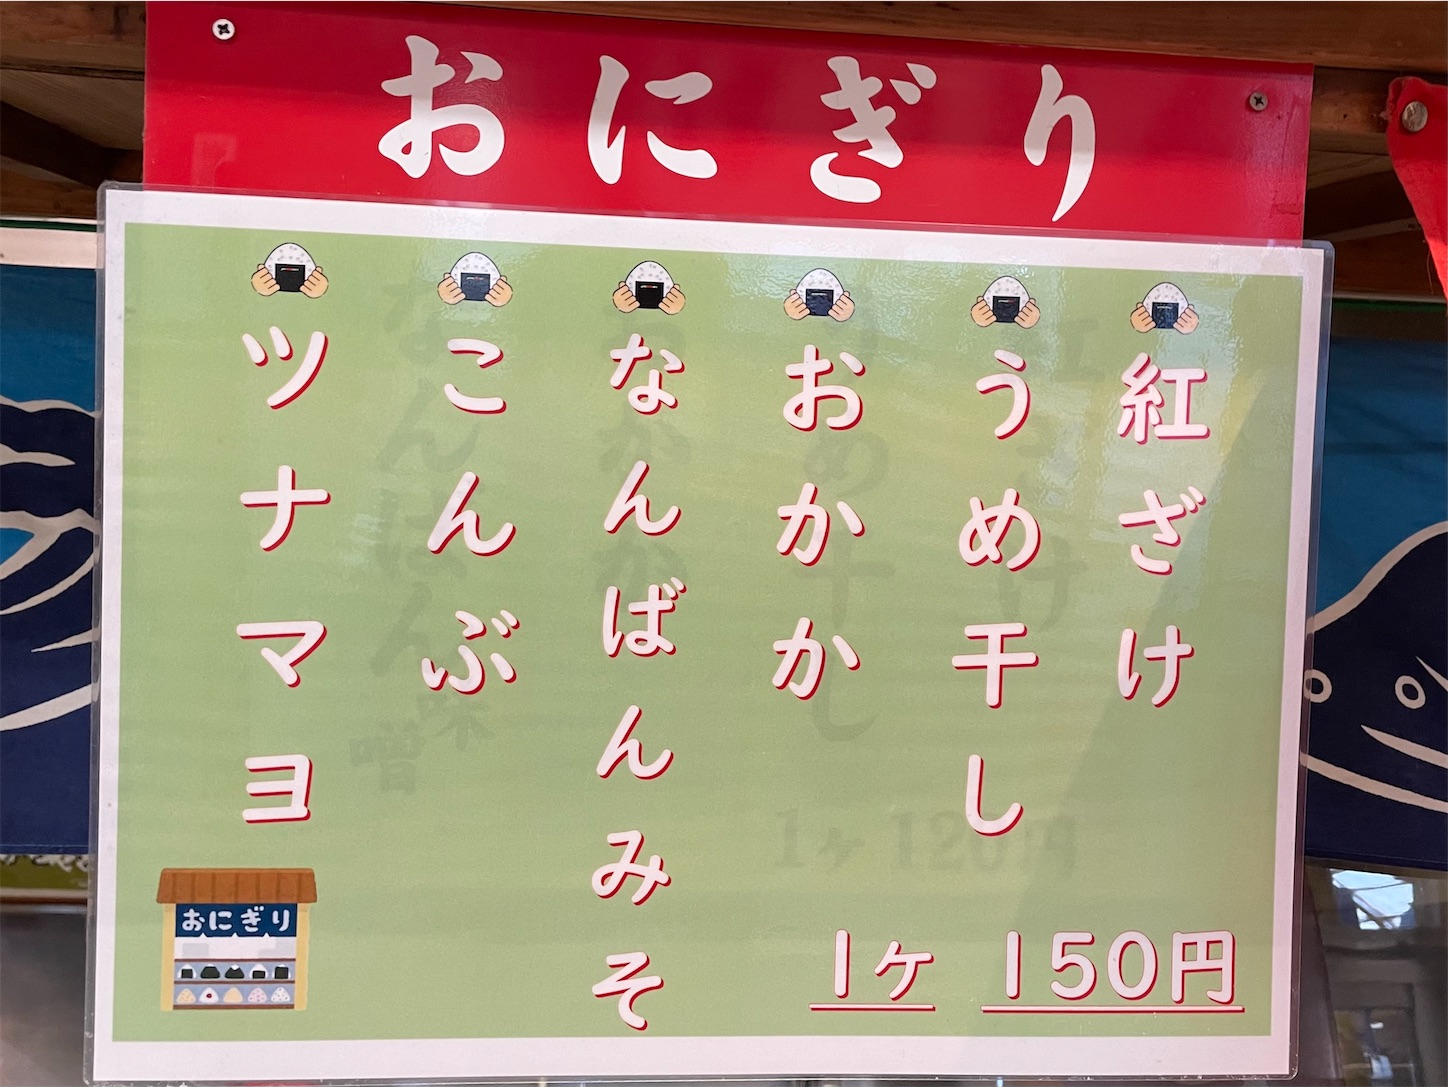 おにぎり
紅ざけ
うめ干し
おかか
なんばんみそ
こんぶ
ツナマヨ
1ヶ 150円
おにぎり